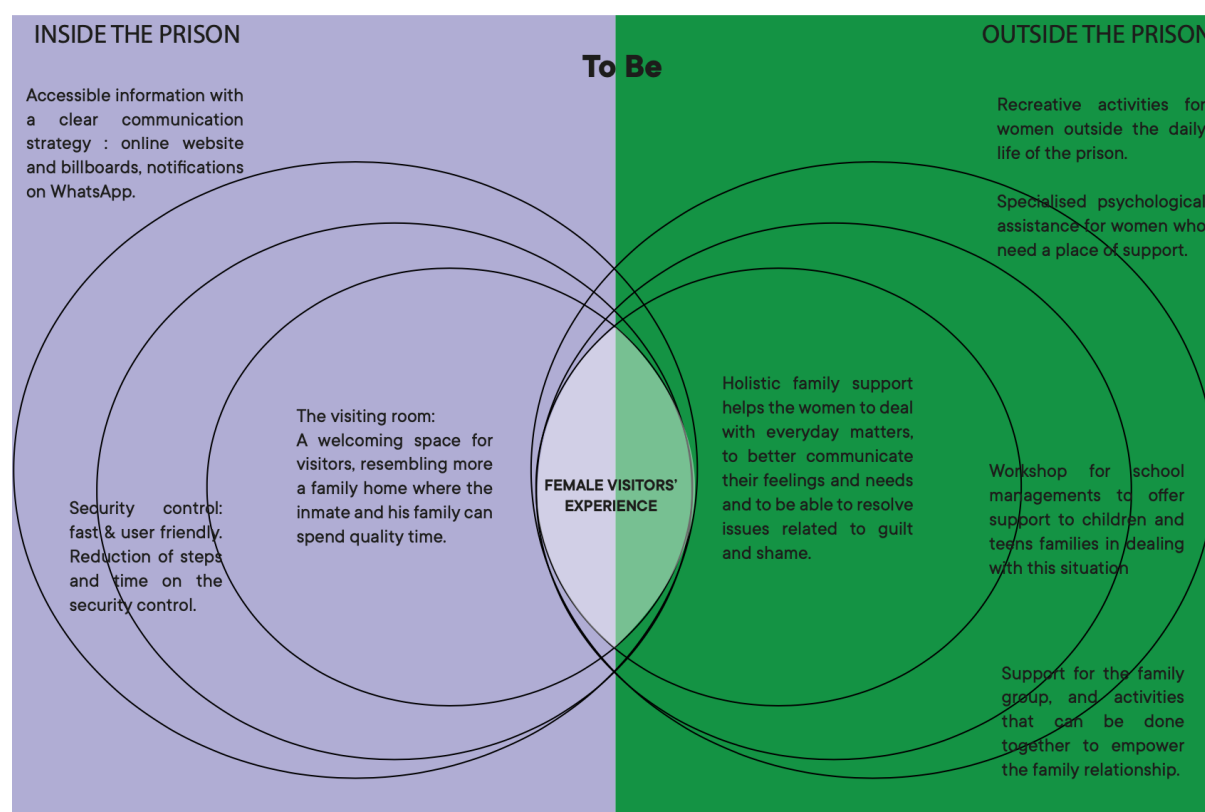 INSIDE THE PRISON
OUTSIDE THE PRISON
To Be
Accessible information with
a clear communication
strategy : online website
and billboards, notifications
on WhatsApp.
Security control:
fast & user friendly.
Reduction of steps
and time on the
security control.
The visiting room:
A welcoming space for
visitors, resembling more
a family home where the
inmate and his family can
spend quality time.
FEMALE VISITORS’
EXPERIENCE
Holistic family support
helps the women to deal
with everyday matters,
to better communicate
their feelings and needs
and to be able to resolve
issues related to guilt
and shame.
Recreative activities for
women outside the daily
life of the prison.
Specialised psychological
assistance for women who
need a place of support.
Workshop for school
managements to offer
support to children and
teens families in dealing
with this situation
Support for the family
group, and activities
that can be done
together to empower
the family relationship.